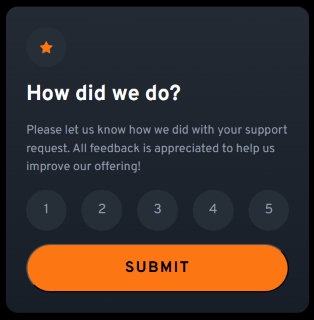 How did we do?
Please let us know how we did with your support
request. All feedback is appreciated to help us
improve our offering!
1 2 3 4 5
SUBMIT